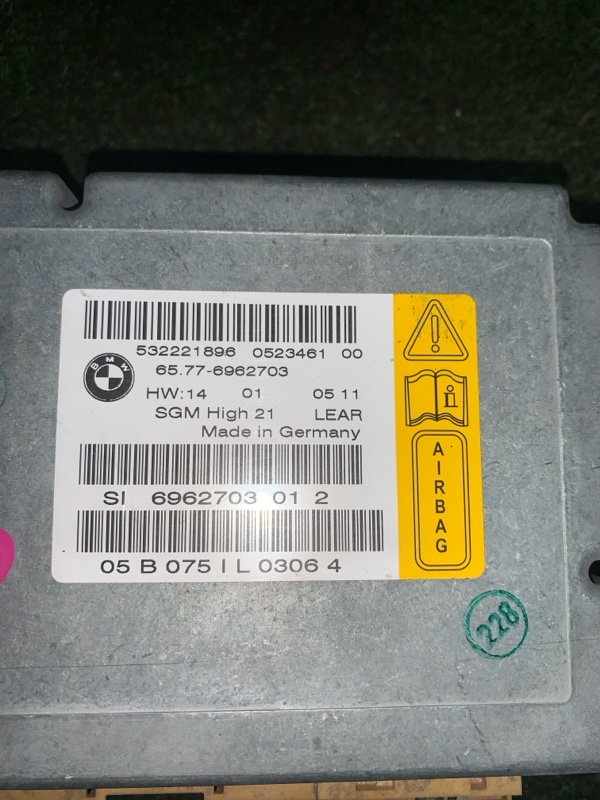 532221896 0523461 00
BMW
65.77-6962703
HW:14 01 05 11
SGM High 21 LEAR
Made in Germany
SI 6962703 01 2
05 B 075 I L 0306 4
i
AIRBAG
228